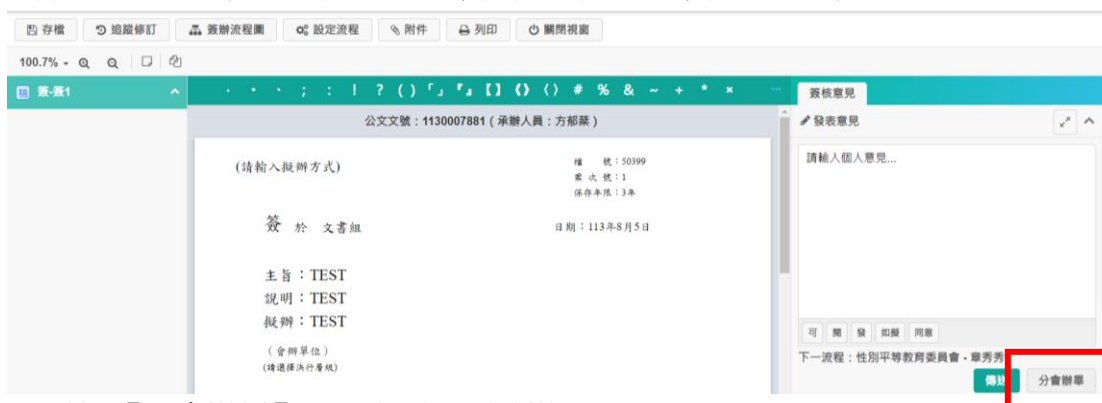 存檔 追蹤修訂 簽辦流程圖 設定流程 附件 列印 關閉視窗
100.7%
簽-簽1
· • 、 ; : ! ? ( ) 「」 『』 【】 《》 〈〉 # % & ~ + * × ...
簽核意見
公文文號：1130007881 ( 承辦人員：方郁棻 )
發表意見
請輸入個人意見...
(請輸入擬辦方式)
檔 號：50399
案 次 號：1
保存年限：3年
簽 於 文書組
日期：113年8月5日
主旨：TEST
說明：TEST
擬辦：TEST
(會辦單位)
(請選擇決行層級)
可 閱 發 如擬 同意
下一流程：性別平等教育委員會 - 章秀秀
傳送 分會辦畢